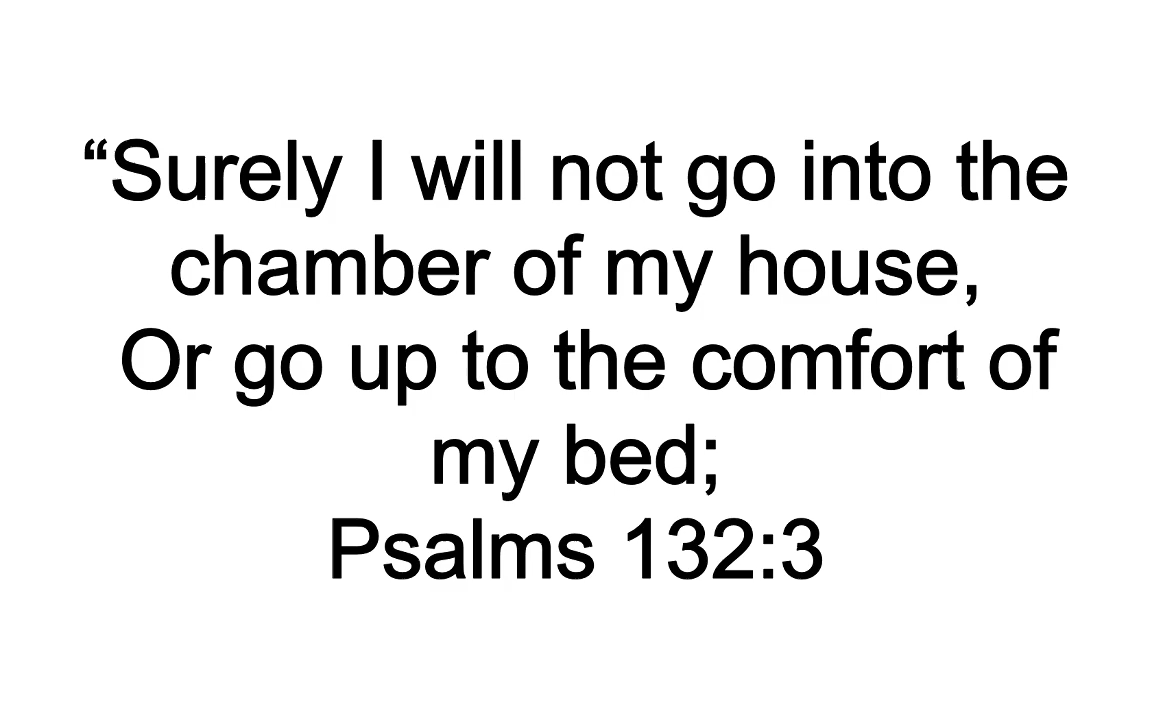 “Surely I will not go into the
chamber of my house,
Or go up to the comfort of
my bed;
Psalms 132:3